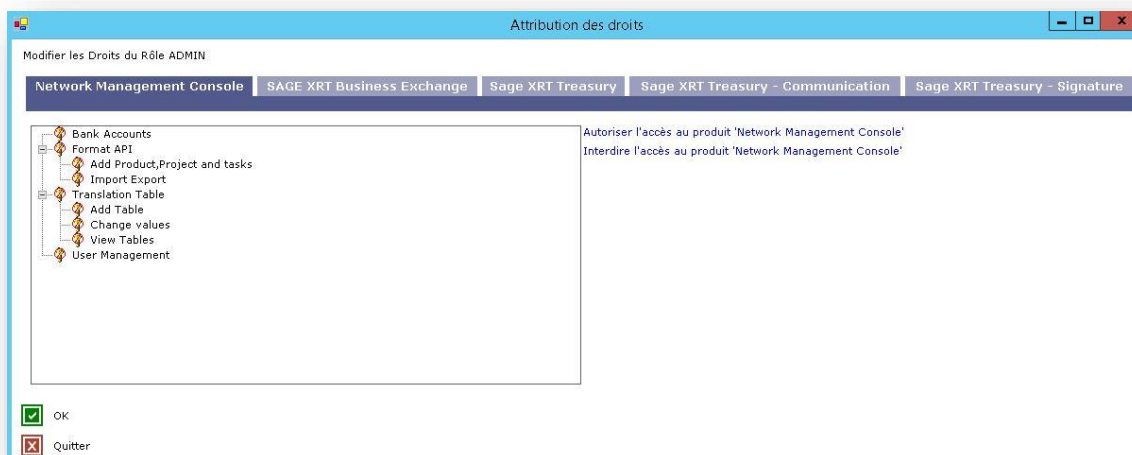 Attribution des droits
Modifier les Droits du Rôle ADMIN
Network Management Console SAGE XRT Business Exchange Sage XRT Treasury Sage XRT Treasury - Communication Sage XRT Treasury - Signature
Bank Accounts
Format API
Add Product,Project and tasks
Import Export
Translation Table
Add Table
Change values
View Tables
User Management
Autoriser l'accès au produit 'Network Management Console'
Interdire l'accès au produit 'Network Management Console'
OK
Quitter